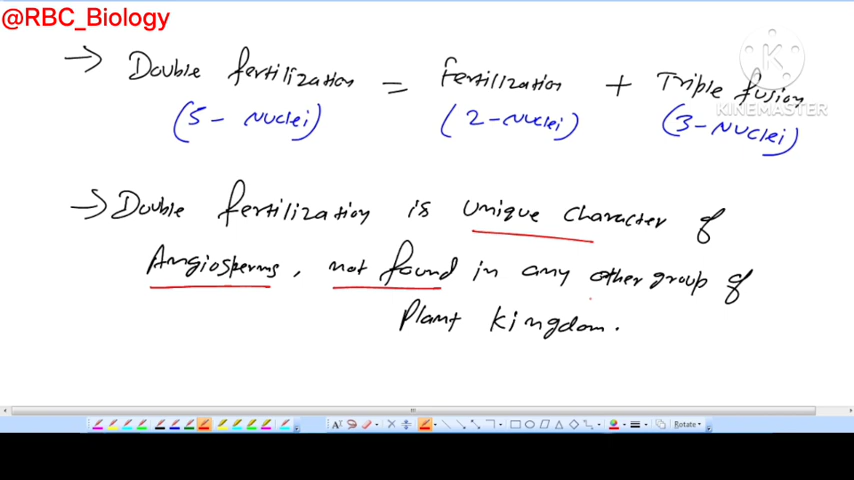 @RBC_Biology
→ Double fertilization = Fertilization + Triple fusion
KINEMASTER
(5 - nuclei) (2 - nuclei) (3 - nuclei)
→ Double fertilization is unique character of
Angiosperms, not found in any other group of
Plant kingdom.
Rotate